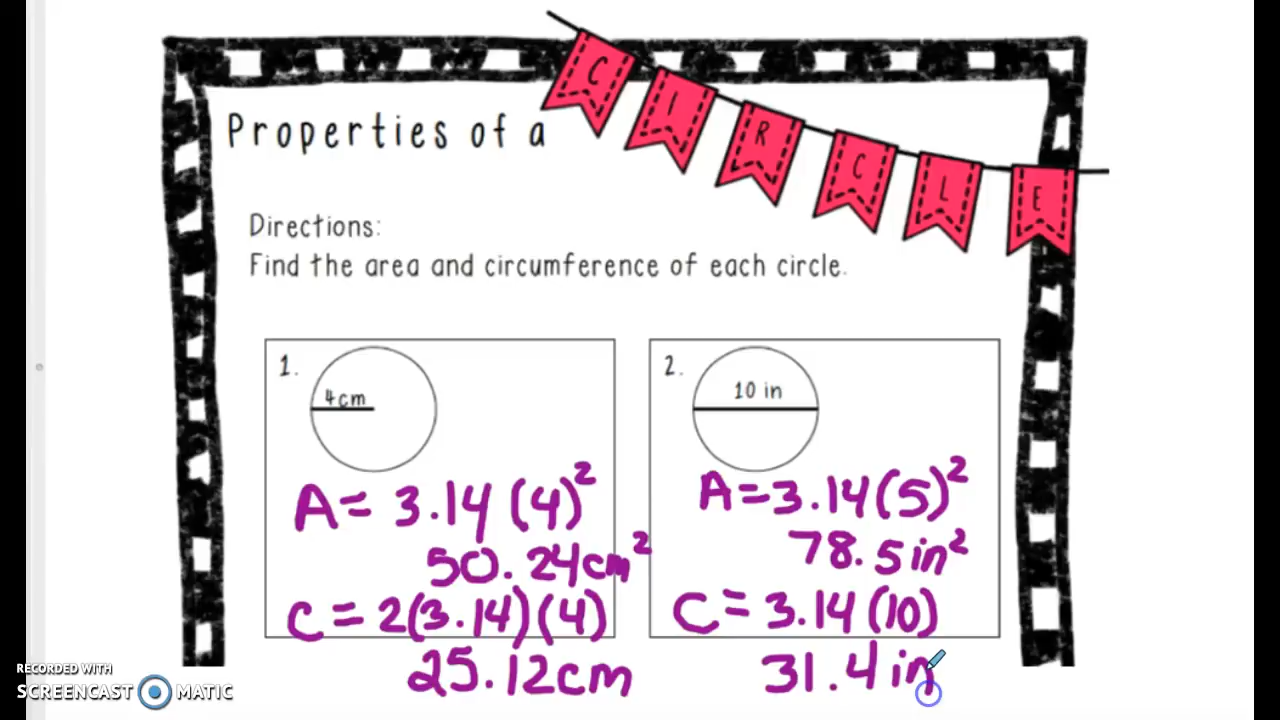 Properties of a
CIRCLE
Directions:
Find the area and circumference of each circle.
1.
4cm
A = 3.14 (4)²
50.24cm²
C = 2(3.14)(4)
25.12cm
2.
10 in
A=3.14(5)²
78.5in²
C = 3.14 (10)
31.4 in
RECORDED WITH
SCREENCAST MATIC